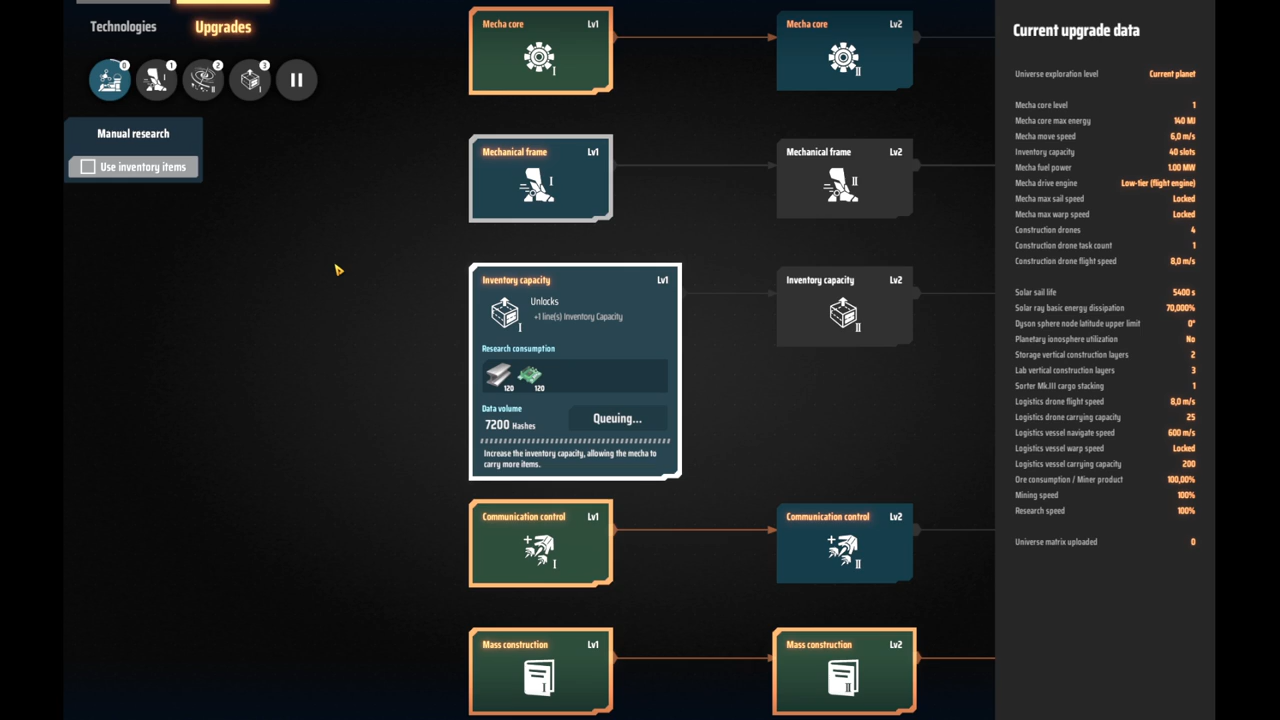 Technologies
Upgrades
0
1
2
3
II
I
Manual research
Use inventory items
Mecha core Lv1
I
Mecha core Lv2
II
Mechanical frame Lv1
I
Mechanical frame Lv2
II
Inventory capacity Lv1
Unlocks
+1 line(s) Inventory Capacity
I
Research consumption
120 120
Data volume
7200 Hashes
Queuing...
Increase the inventory capacity, allowing the mecha to
carry more items.
Inventory capacity Lv2
II
Communication control Lv1
I
Communication control Lv2
II
Mass construction Lv1
I
Mass construction Lv2
II
Current upgrade data
Universe exploration level Current planet
Mecha core level 1
Mecha core max energy 140 MJ
Mecha move speed 6,0 m/s
Inventory capacity 40 slots
Mecha fuel power 1.00 MW
Mecha drive engine Low-tier (flight engine)
Mecha max sail speed Locked
Mecha max warp speed Locked
Construction drones 4
Construction drone task count 1
Construction drone flight speed 8,0 m/s
Solar sail life 5400 s
Solar ray basic energy dissipation 70,000%
Dyson sphere node latitude upper limit 0°
Planetary ionosphere utilization No
Storage vertical construction layers 2
Lab vertical construction layers 3
Sorter Mk.III cargo stacking 1
Logistics drone flight speed 8,0 m/s
Logistics drone carrying capacity 25
Logistics vessel navigate speed 600 m/s
Logistics vessel warp speed Locked
Logistics vessel carrying capacity 200
Ore consumption / Miner product 100,00%
Mining speed 100%
Research speed 100%
Universe matrix uploaded 0